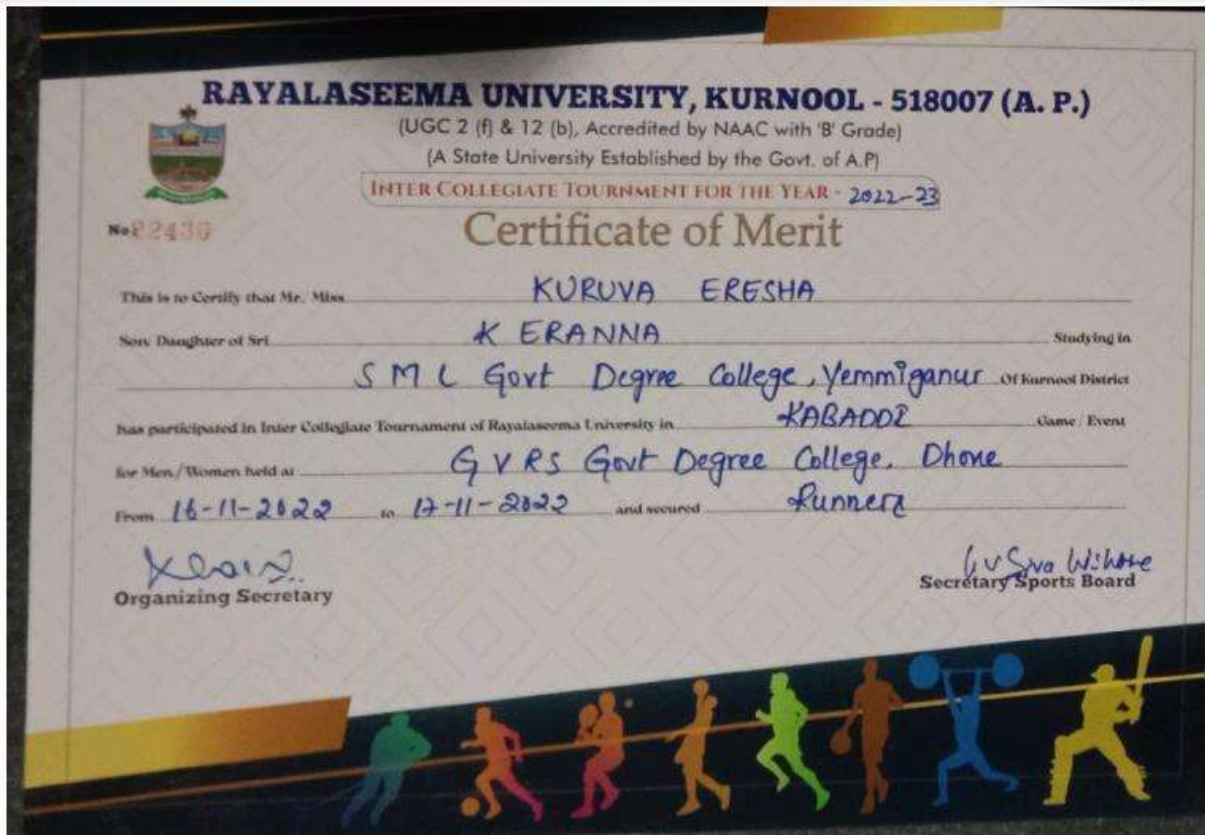 RAYALASEEMA UNIVERSITY, KURNOOL - 518007 (A. P.)
(UGC 2 (f) & 12 (b), Accredited by NAAC with 'B' Grade)
(A State University Established by the Govt. of A.P)
INTER COLLEGIATE TOURNMENT FOR THE YEAR - 2022-23
No 22430
Certificate of Merit
This is to Certify that Mr. Miss KURUVA ERESHA
Son/ Daughter of Sri K ERANNA Studying in
S M L Govt Degree College, Yemmiganur Of Kurnool District
has participated in Inter Collegiate Tournament of Rayalaseema University in KABADDI Game / Event
for Men/Women held at G V R S Govt Degree College, Dhone
From 16-11-2022 to 17-11-2022 and secured Runners
Organizing Secretary
Secretary Sports Board